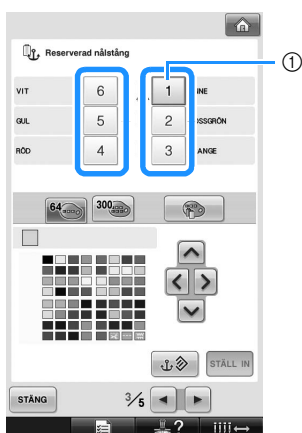 Reserverad nålstång
①
VIT 6 1 INE
GUL 5 2 OSSGRÖN
RÖD 4 3 ANGE
64 300
STÄLL IN
STÄNG 3/5
?